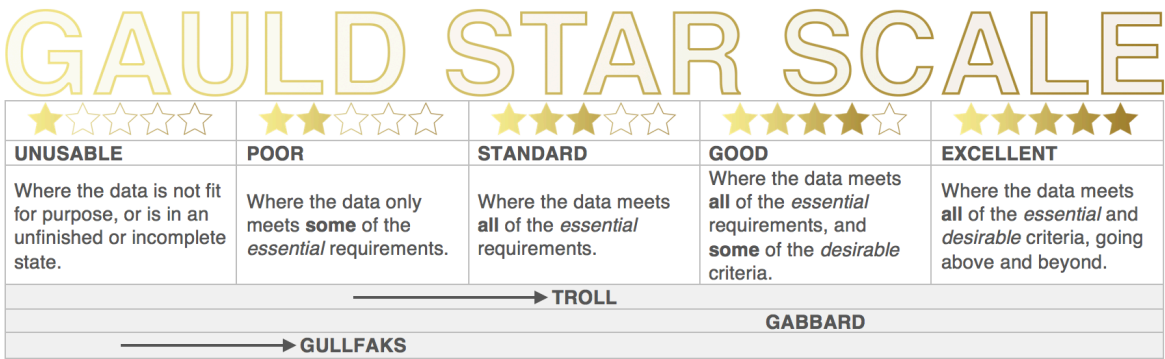 GAULD STAR SCALE
UNUSABLE
Where the data is not fit
for purpose, or is in an
unfinished or incomplete
state.
POOR
Where the data only
meets some of the
essential requirements.
STANDARD
Where the data meets
all of the essential
requirements.
GOOD
Where the data meets
all of the essential
requirements, and
some of the desirable
criteria.
EXCELLENT
Where the data meets
all of the essential and
desirable criteria, going
above and beyond.
TROLL
GABBARD
GULLFAKS